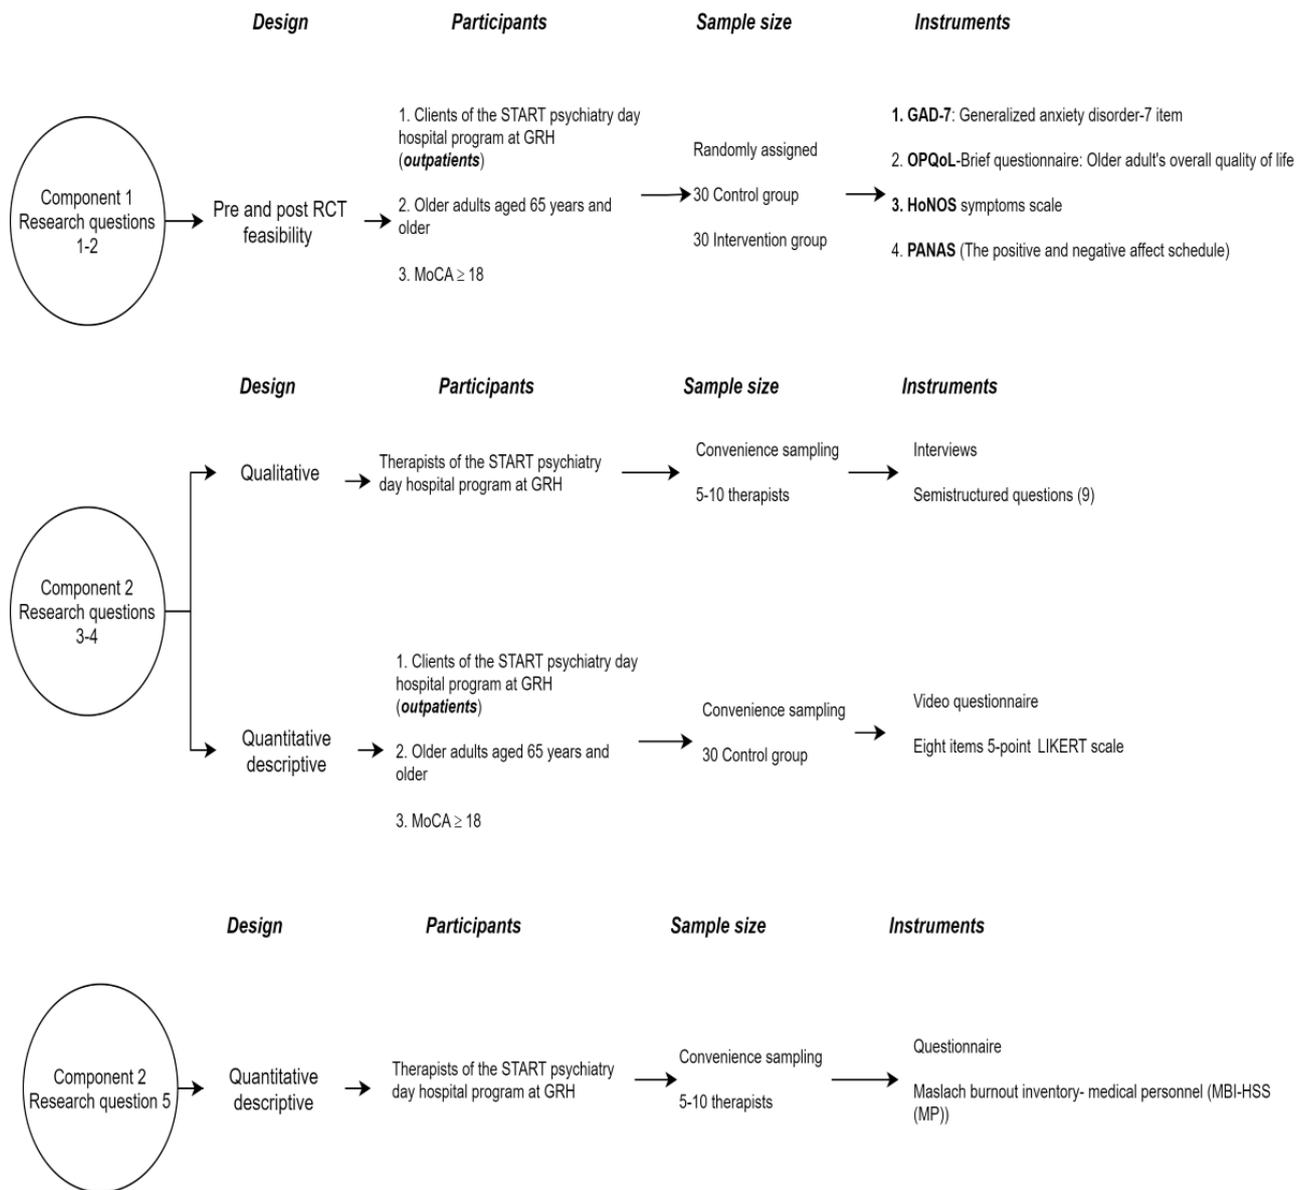 Design
Participants
Sample size
Instruments
Component 1
Research questions
1-2
Pre and post RCT
feasibility
1. Clients of the START psychiatry day
hospital program at GRH
(outpatients)
2. Older adults aged 65 years and
older
3. MoCA ≥ 18
Randomly assigned
30 Control group
30 Intervention group
1. GAD-7: Generalized anxiety disorder-7 item
2. OPQoL-Brief questionnaire: Older adult's overall quality of life
3. HoNOS symptoms scale
4. PANAS (The positive and negative affect schedule)
Design
Participants
Sample size
Instruments
Component 2
Research questions
3-4
Qualitative
Therapists of the START psychiatry
day hospital program at GRH
Convenience sampling
5-10 therapists
Interviews
Semistructured questions (9)
Quantitative
descriptive
1. Clients of the START psychiatry day
hospital program at GRH
(outpatients)
2. Older adults aged 65 years and
older
3. MoCA ≥ 18
Convenience sampling
30 Control group
Video questionnaire
Eight items 5-point LIKERT scale
Design
Participants
Sample size
Instruments
Component 2
Research question 5
Quantitative
descriptive
Therapists of the START psychiatry
day hospital program at GRH
Convenience sampling
5-10 therapists
Questionnaire
Maslach burnout inventory- medical personnel (MBI-HSS
(MP))